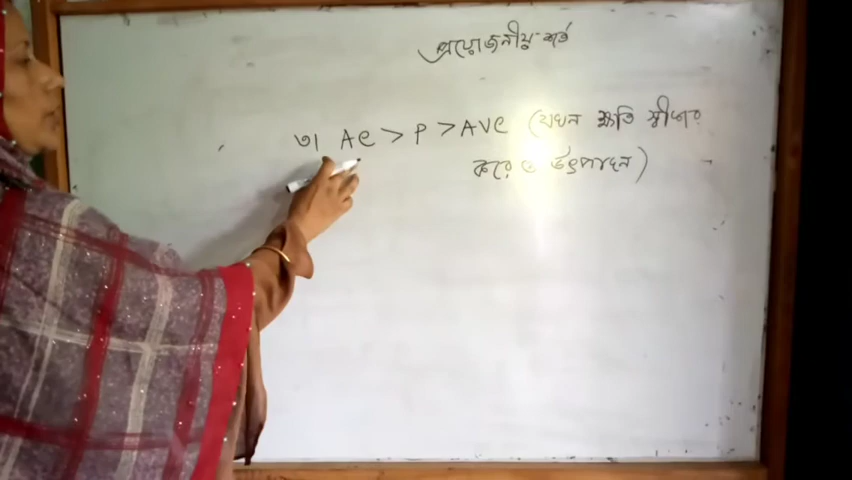 প্রয়োজনীয় শর্ত
৩। AC > P > AVC (যখন ক্ষতি স্বীকার
করে ও উৎপাদন)